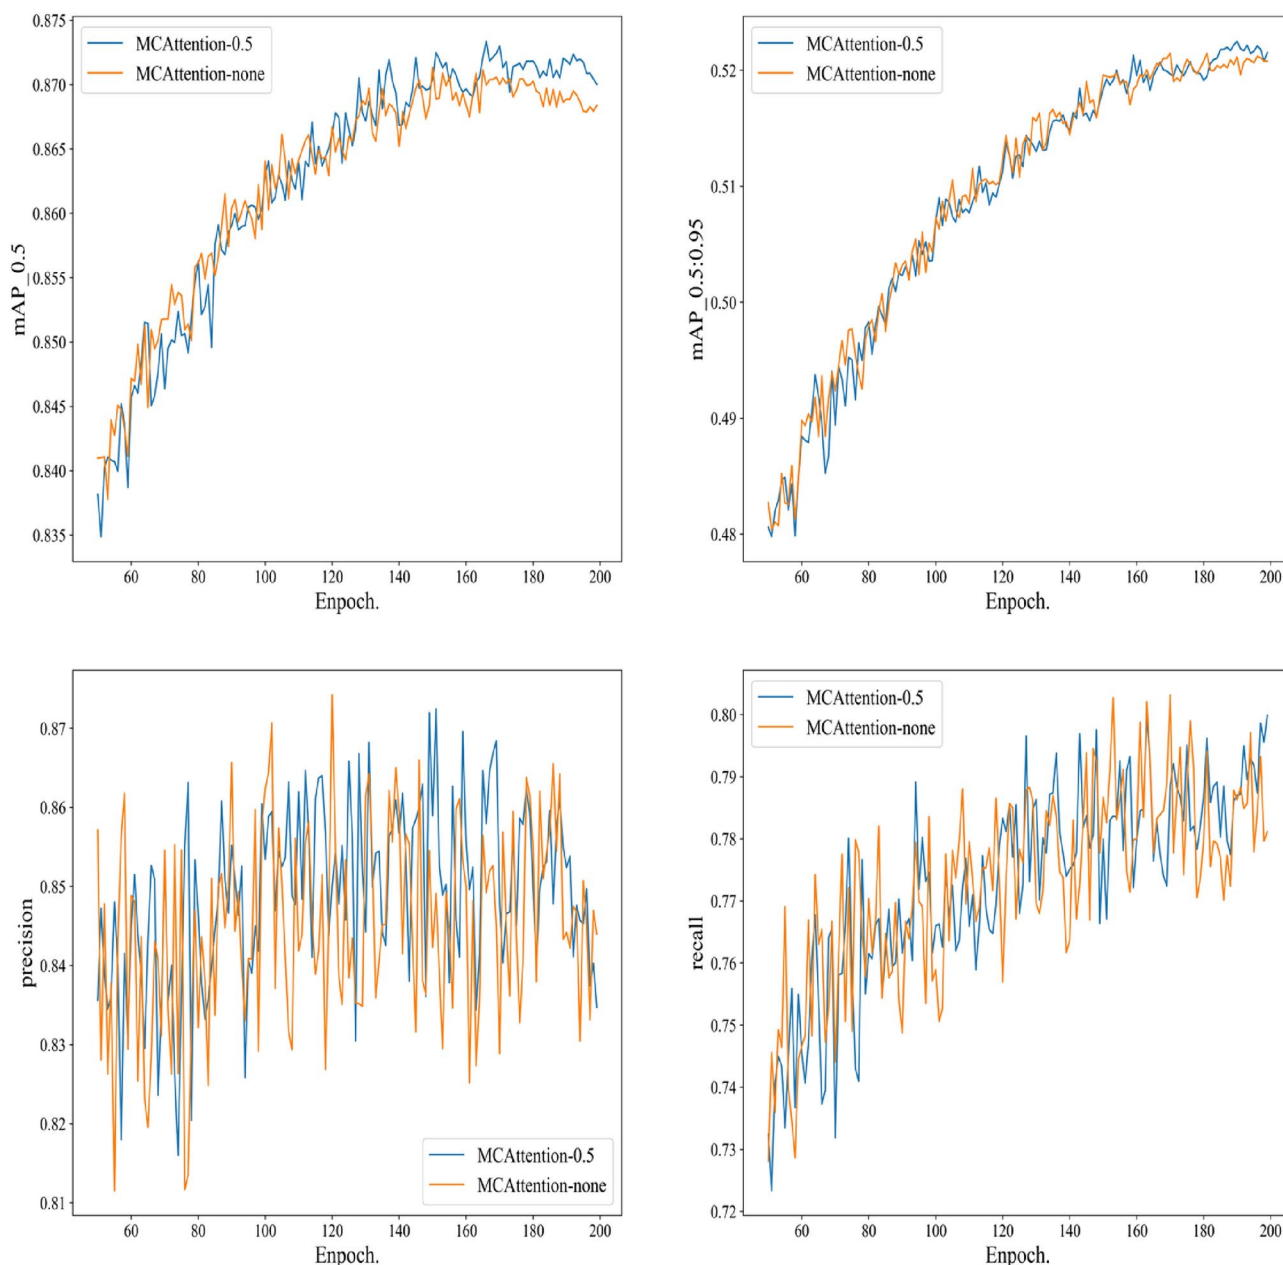 0.875
0.870
0.865
0.860
0.855
0.850
0.845
0.840
0.835
mAP_0.5
MCAttention-0.5
MCAttention-none
60 80 100 120 140 160 180 200
Enpoch.
0.52
0.51
0.50
0.49
0.48
mAP_0.5:0.95
MCAttention-0.5
MCAttention-none
60 80 100 120 140 160 180 200
Enpoch.
0.87
0.86
0.85
0.84
0.83
0.82
0.81
precision
MCAttention-0.5
MCAttention-none
60 80 100 120 140 160 180 200
Enpoch.
0.80
0.79
0.78
0.77
0.76
0.75
0.74
0.73
0.72
recall
MCAttention-0.5
MCAttention-none
60 80 100 120 140 160 180 200
Enpoch.